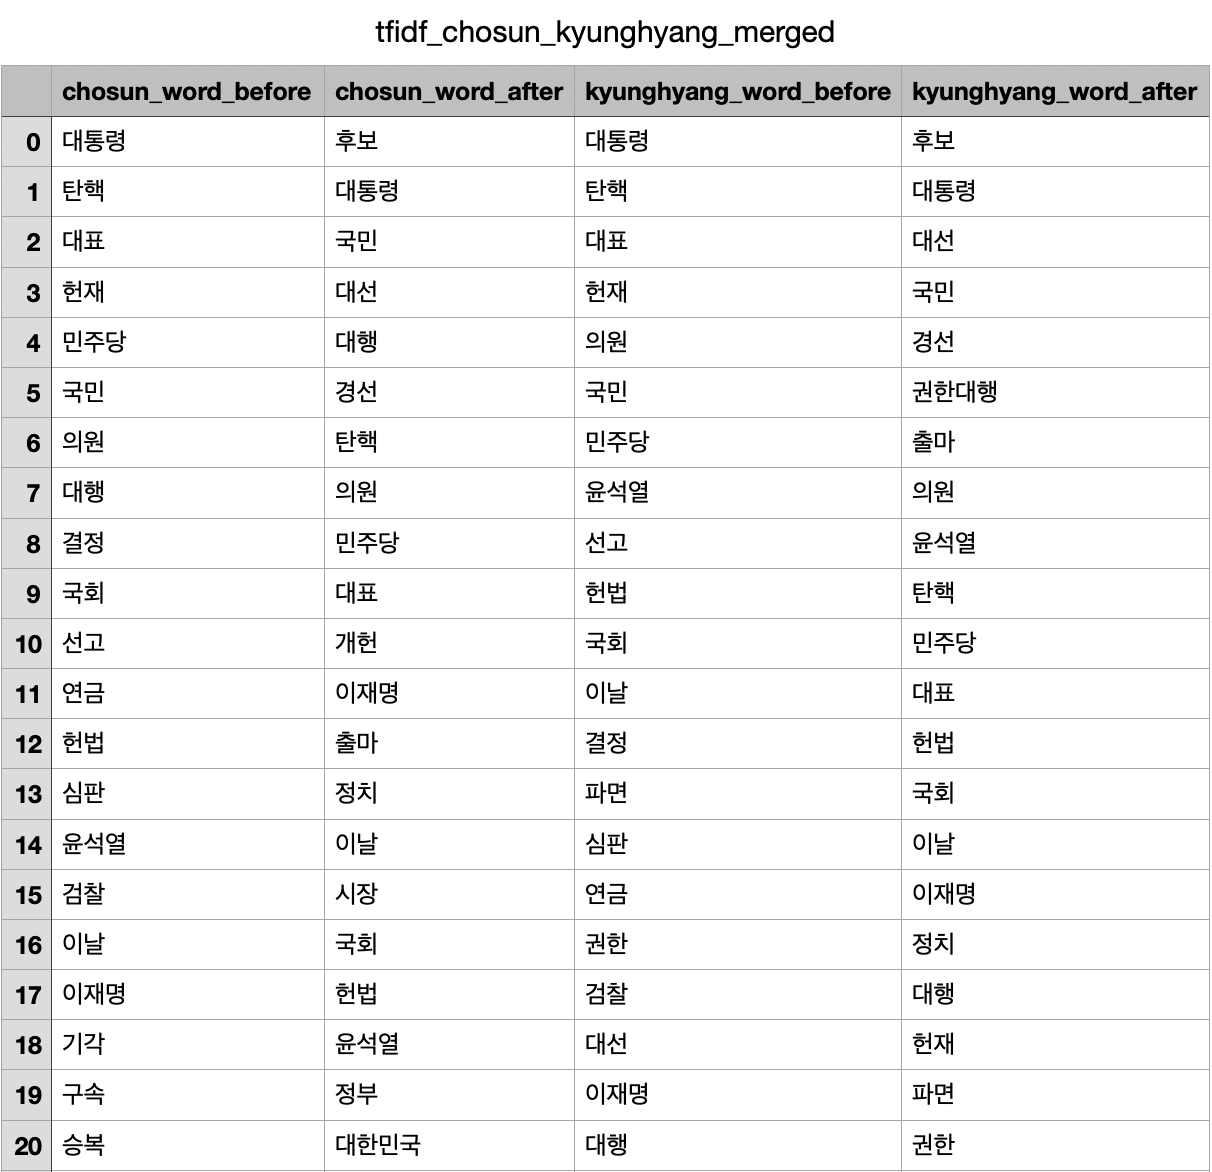 tfidf_chosun_kyunghyang_merged
chosun_word_before chosun_word_after kyunghyang_word_before kyunghyang_word_after
0 대통령 후보 대통령 후보
1 탄핵 대통령 탄핵 대통령
2 대표 국민 대표 대선
3 헌재 대선 헌재 국민
4 민주당 대행 의원 경선
5 국민 경선 국민 권한대행
6 의원 탄핵 민주당 출마
7 대행 의원 윤석열 의원
8 결정 민주당 선고 윤석열
9 국회 대표 헌법 탄핵
10 선고 개헌 국회 민주당
11 연금 이재명 이날 대표
12 헌법 출마 결정 헌법
13 심판 정치 파면 국회
14 윤석열 이날 심판 이날
15 검찰 시장 연금 이재명
16 이날 국회 권한 정치
17 이재명 헌법 검찰 대행
18 기각 윤석열 대선 헌재
19 구속 정부 이재명 파면
20 승복 대한민국 대행 권한